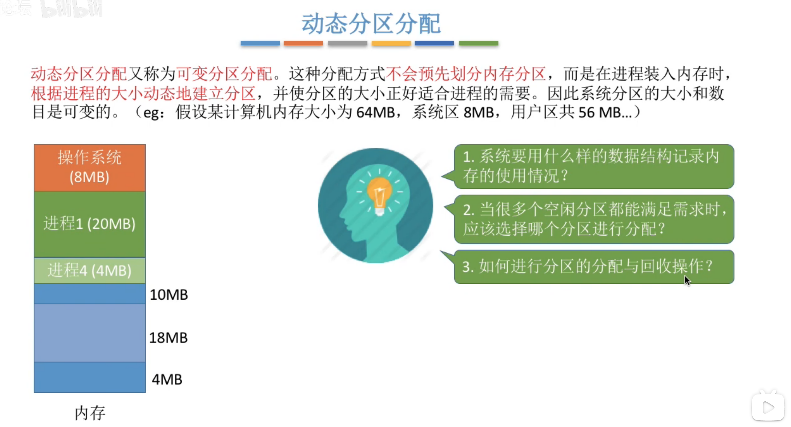 bilibili
动态分区分配
动态分区分配又称为可变分区分配。这种分配方式不会预先划分内存分区，而是在进程装入内存时，
根据进程的大小动态地建立分区，并使分区的大小正好适合进程的需要。因此系统分区的大小和数
目是可变的。（eg：假设某计算机内存大小为 64MB，系统区 8MB，用户区共 56 MB…）
操作系统
(8MB)
进程1 (20MB)
进程4 (4MB)
10MB
18MB
4MB
内存
1. 系统要用什么样的数据结构记录内
存的使用情况？
2. 当很多个空闲分区都能满足需求时，
应该选择哪个分区进行分配？
3. 如何进行分区的分配与回收操作？